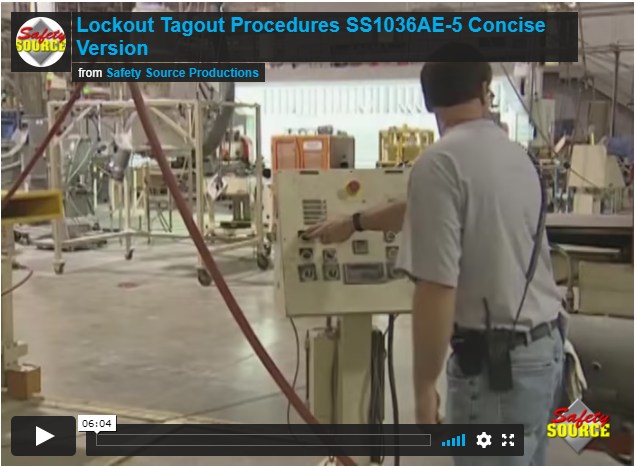 Safety
SOURCE
Lockout Tagout Procedures SS1036AE-5 Concise
Version
from Safety Source Productions
06:04
Safety
SOURCE